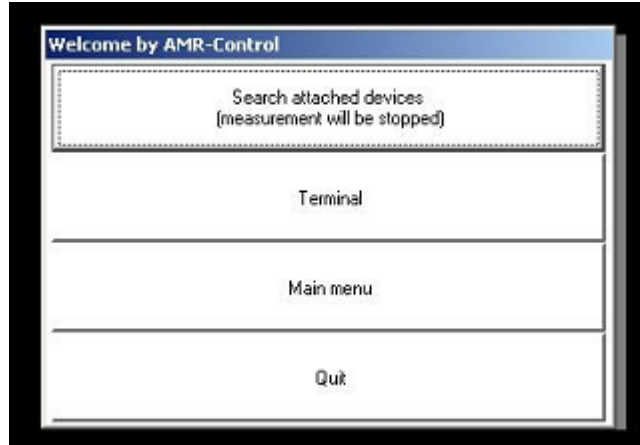 Welcome by AMR-Control
Search attached devices
(measurement will be stopped)
Terminal
Main menu
Quit